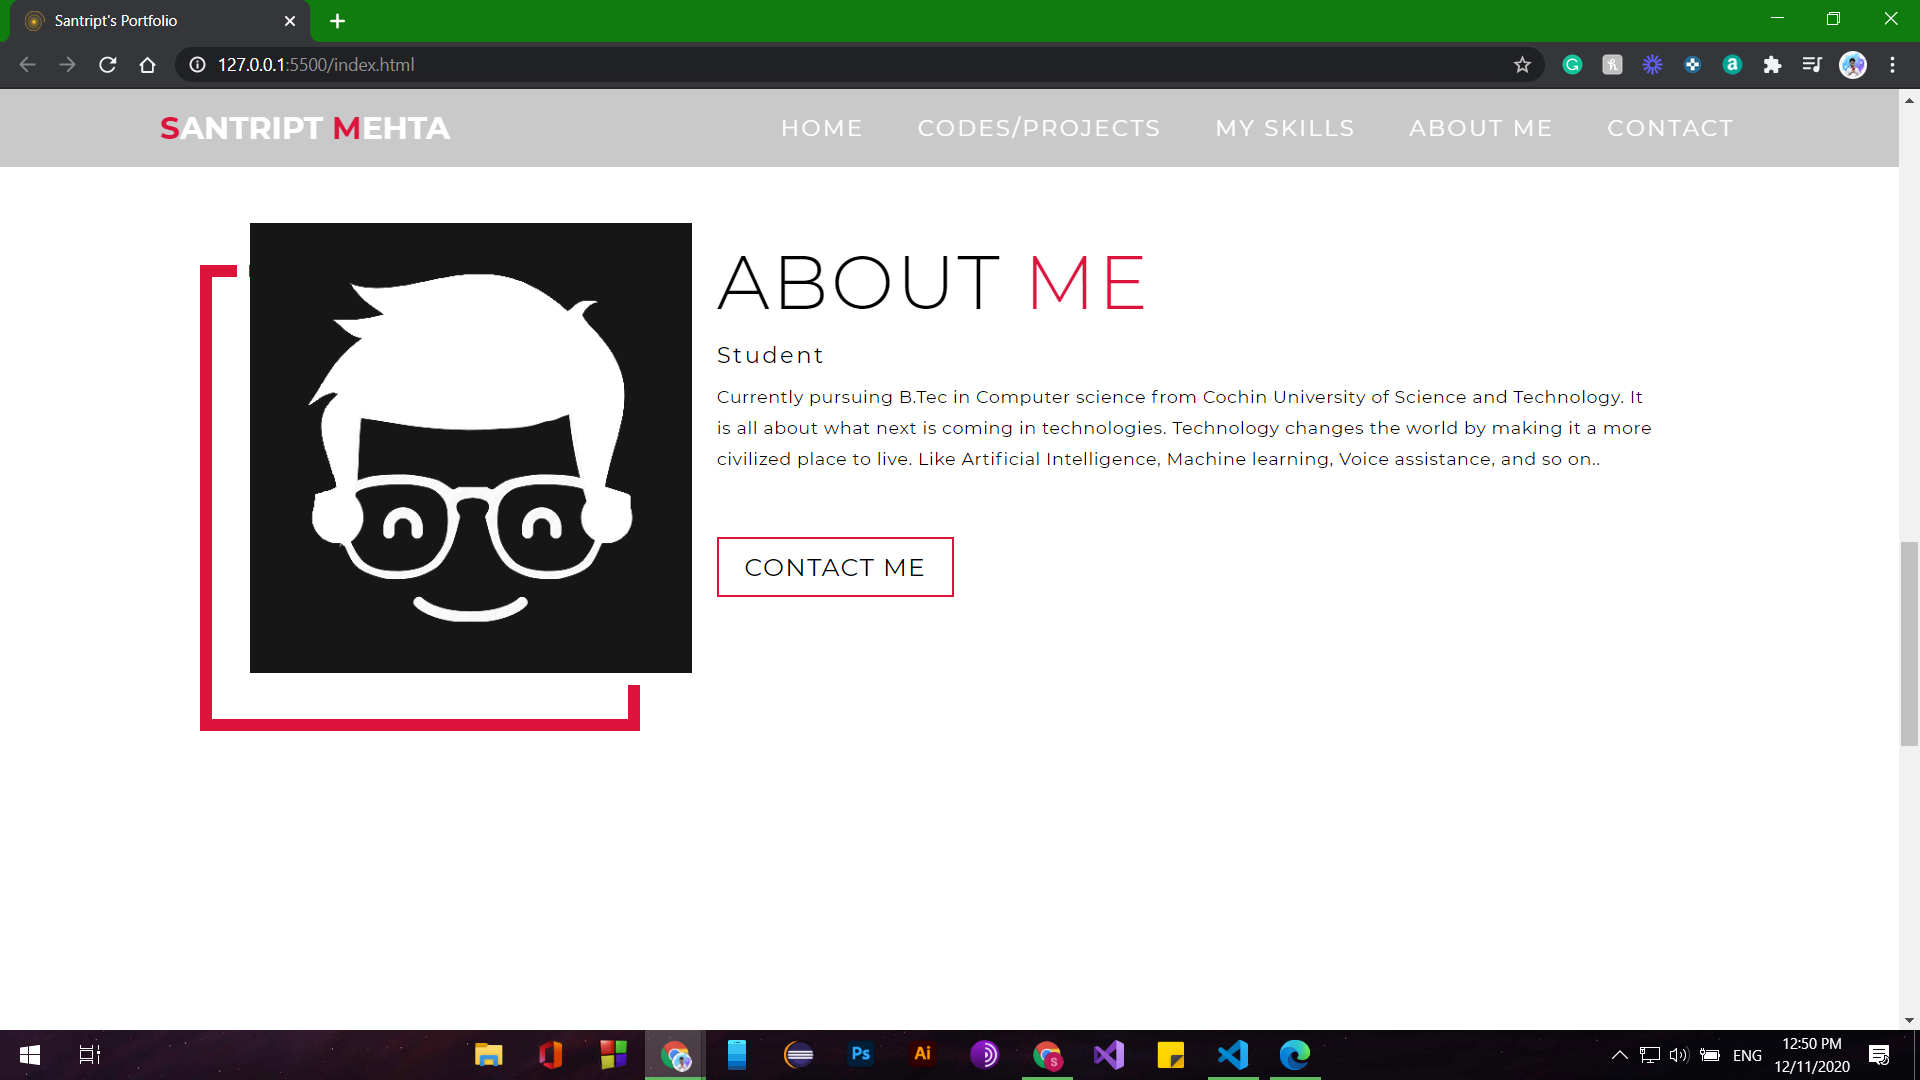 Santript's Portfolio
127.0.0.1:5500/index.html
SANTRIPT MEHTA
HOME
CODES/PROJECTS
MY SKILLS
ABOUT ME
CONTACT
ABOUT ME
Student
Currently pursuing B.Tec in Computer science from Cochin University of Science and Technology. It
is all about what next is coming in technologies. Technology changes the world by making it a more
civilized place to live. Like Artificial Intelligence, Machine learning, Voice assistance, and so on..
CONTACT ME
Ps
Ai
S
ENG
12:50 PM
12/11/2020